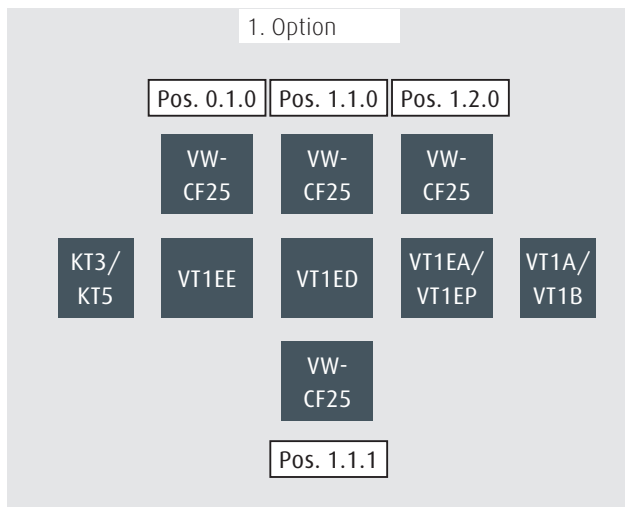 1. Option
Pos. 0.1.0 Pos. 1.1.0 Pos. 1.2.0
VW-
CF25
VW-
CF25
VW-
CF25
KT3/
KT5
VT1EE
VT1ED
VT1EA/
VT1EP
VT1A/
VT1B
VW-
CF25
Pos. 1.1.1